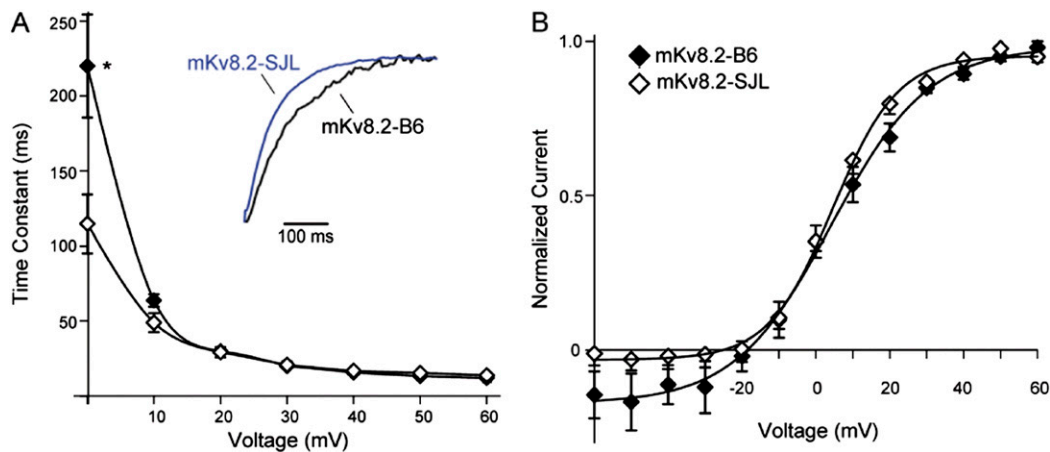 A
250
200
150
100
50
Time Constant (ms)
*
mKv8.2-SJL
mKv8.2-B6
100 ms
10 20 30 40 50 60
Voltage (mV)
B
mKv8.2-B6
mKv8.2-SJL
1.0
0.5
0
Normalized Current
-20 0 20 40 60
Voltage (mV)